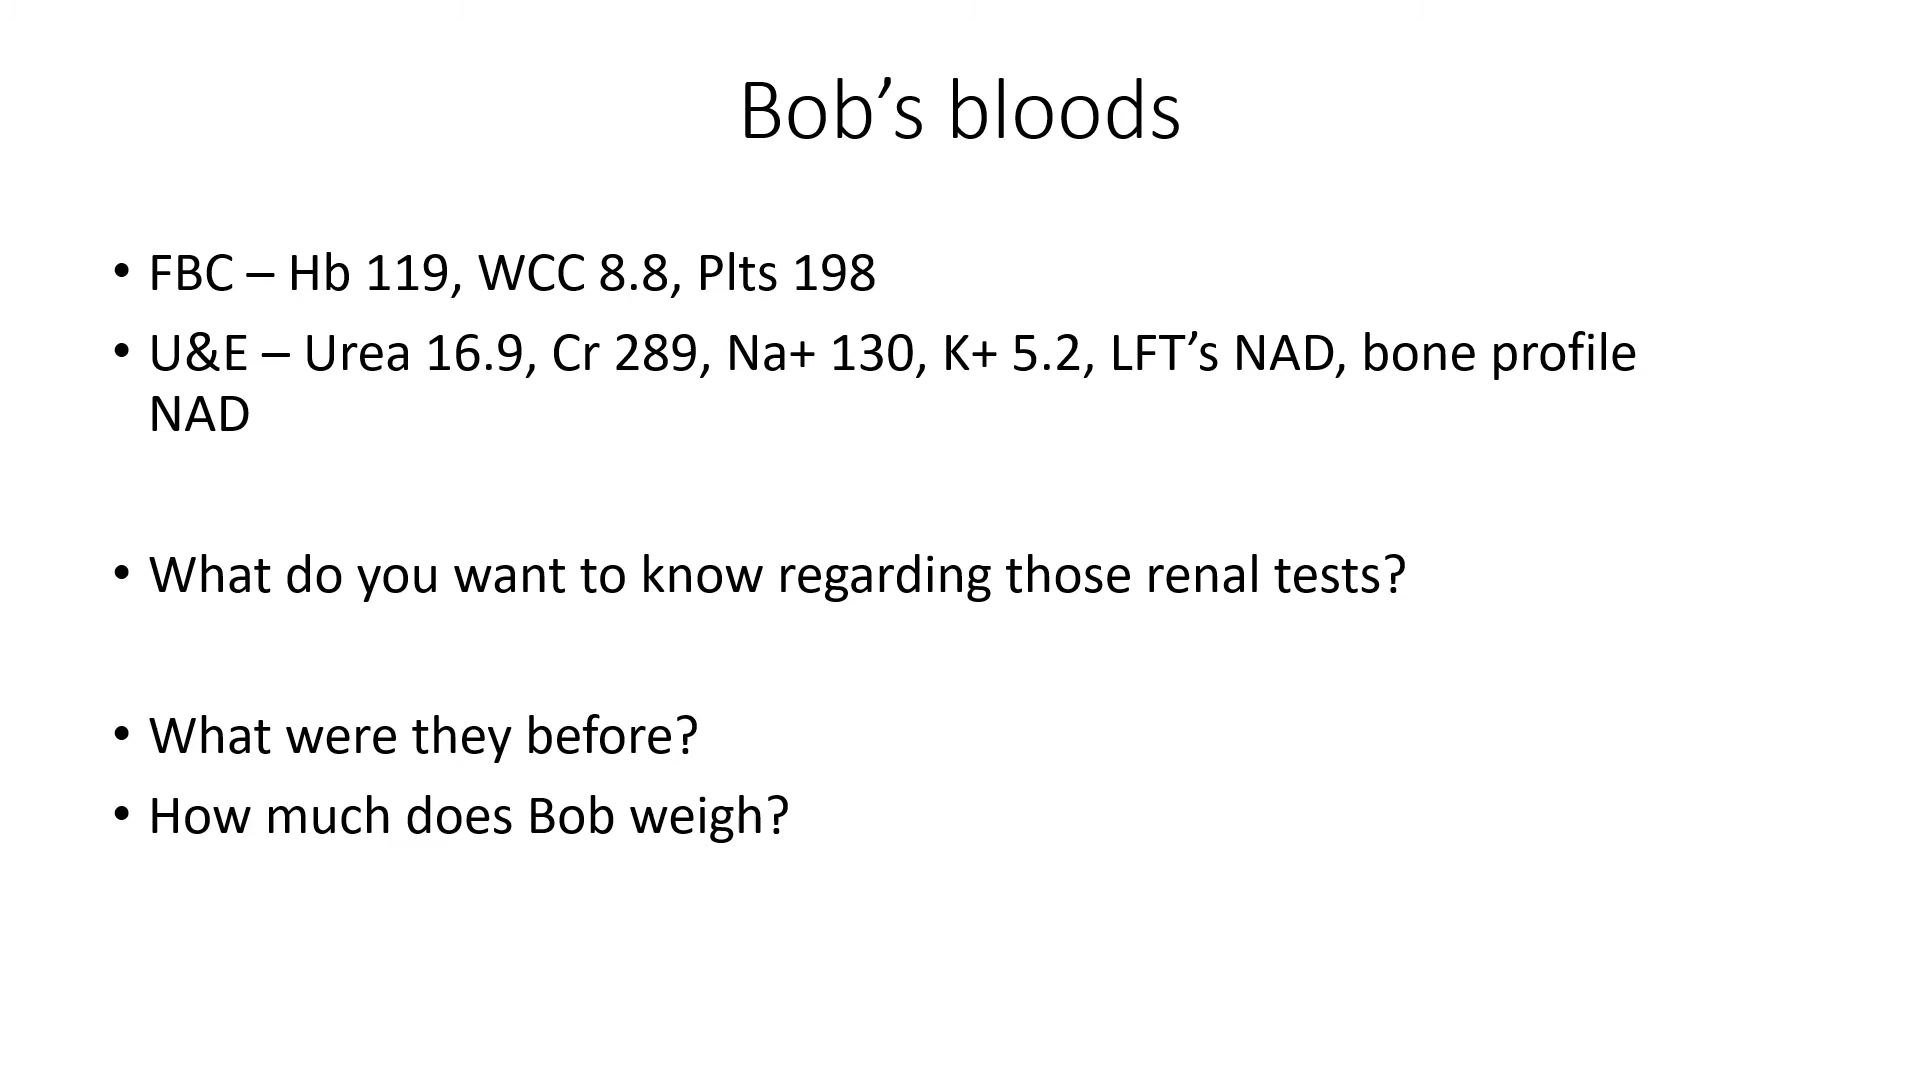 Bob’s bloods
• FBC – Hb 119, WCC 8.8, Plts 198
• U&E – Urea 16.9, Cr 289, Na+ 130, K+ 5.2, LFT’s NAD, bone profile
NAD
• What do you want to know regarding those renal tests?
• What were they before?
• How much does Bob weigh?